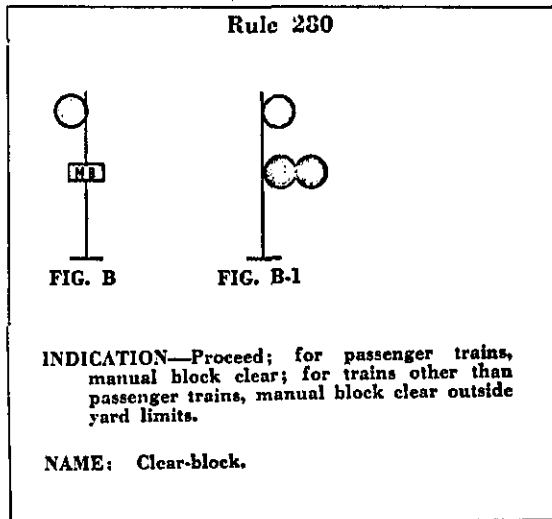 Rule 280
MB
FIG. B FIG. B-1
INDICATION—Proceed; for passenger trains,
manual block clear; for trains other than
passenger trains, manual block clear outside
yard limits.
NAME: Clear-block.